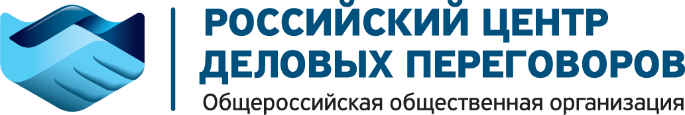 РОССИЙСКИЙ ЦЕНТР
ДЕЛОВЫХ ПЕРЕГОВОРОВ
Общероссийская общественная организация